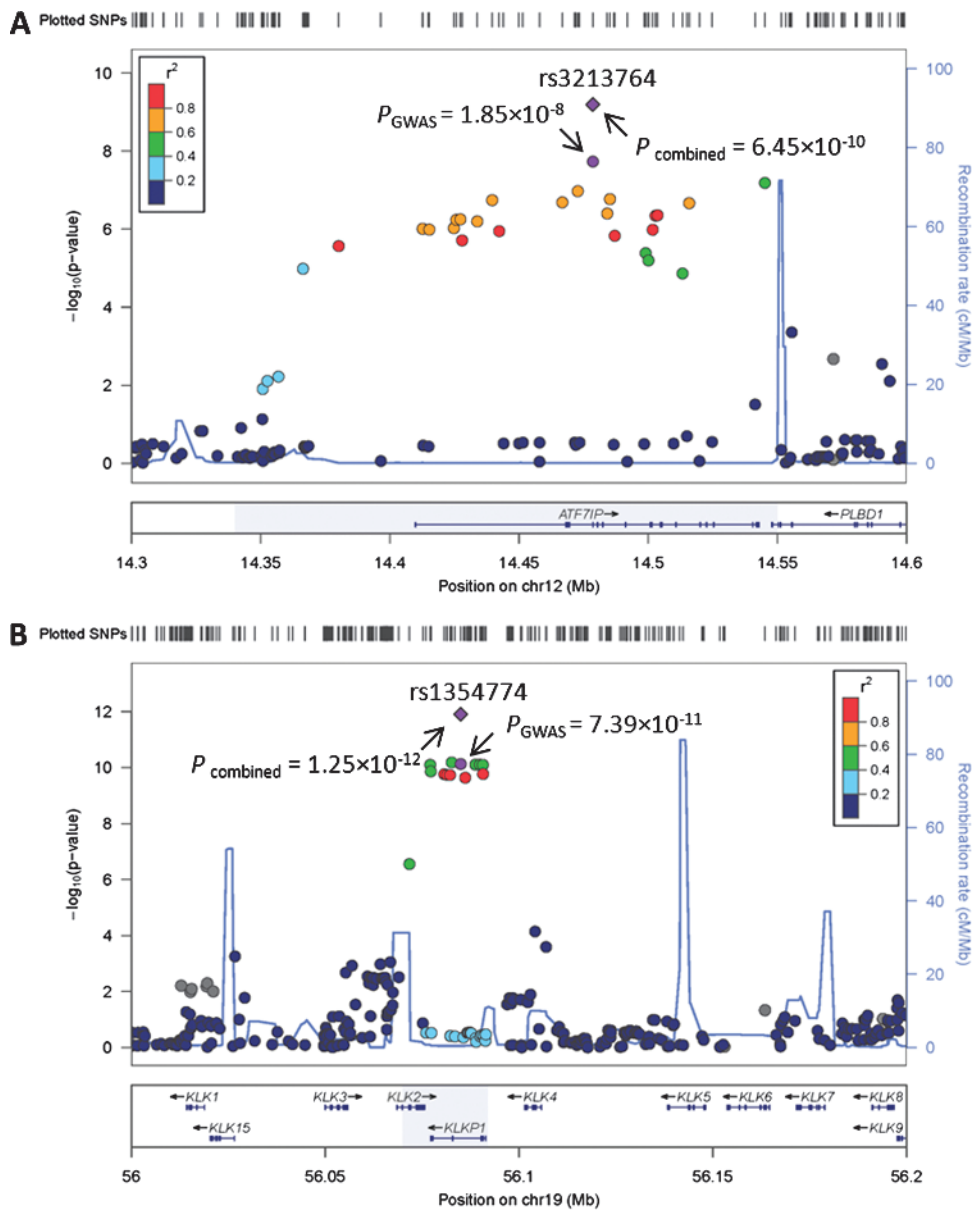 A Plotted SNPs
r²
0.8
0.6
0.4
0.2
rs3213764
P GWAS = 1.85×10⁻⁸
P combined = 6.45×10⁻¹⁰
10
8
6
4
2
0
−log₁₀(p-value)
100
80
60
40
20
0
Recombination rate (cM/Mb)
ATF7IP→
←PLBD1
14.3 14.35 14.4 14.45 14.5 14.55 14.6
Position on chr12 (Mb)
B Plotted SNPs
rs1354774
P GWAS = 7.39×10⁻¹¹
P combined = 1.25×10⁻¹²
r²
0.8
0.6
0.4
0.2
12
10
8
6
4
2
0
−log₁₀(p-value)
100
80
60
40
20
0
Recombination rate (cM/Mb)
←KLK1 KLK3→ KLK2→ ←KLK4 ←KLK5 ←KLK6 ←KLK7 ←KLK8
←KLK15 ←KLKP1 ←KLK9
56 56.05 56.1 56.15 56.2
Position on chr19 (Mb)